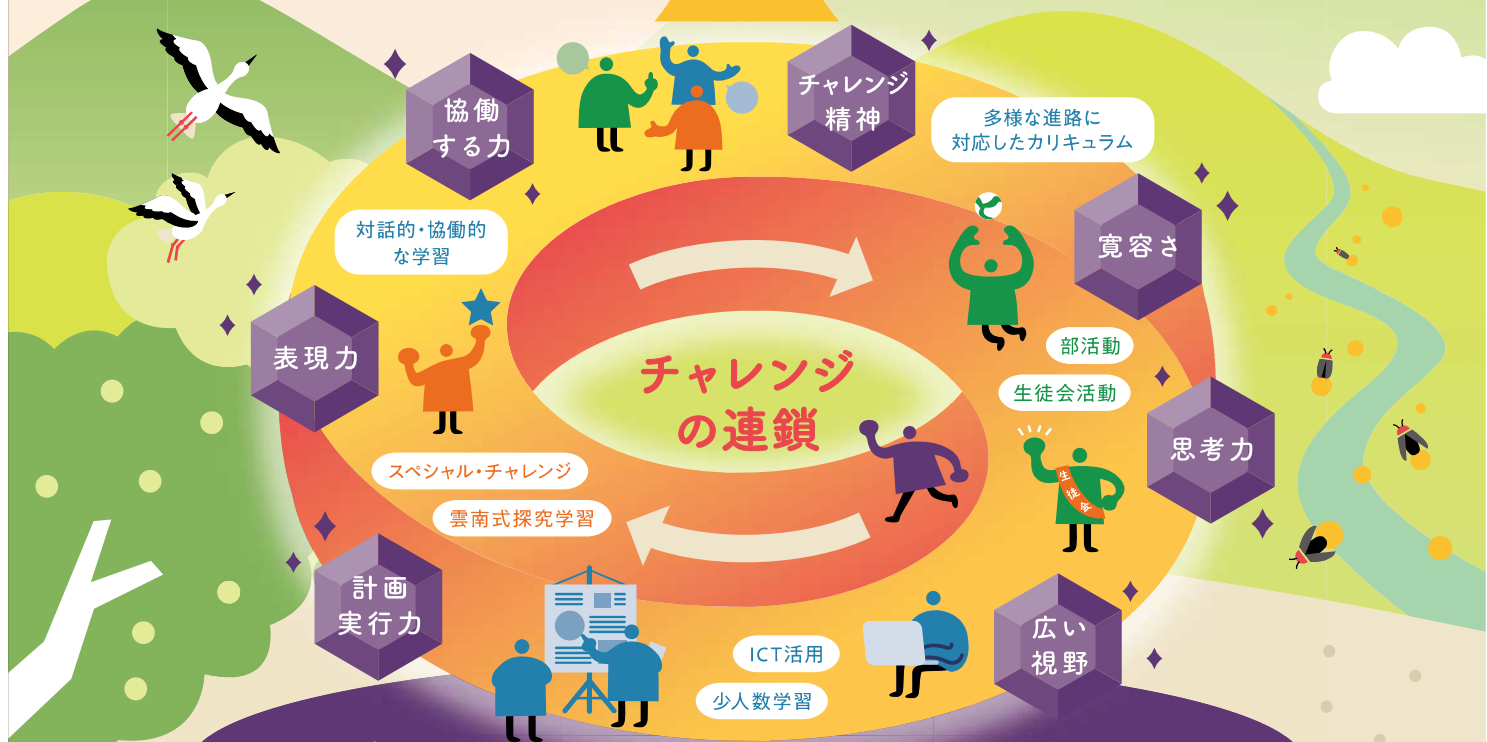 協働
する力
チャレンジ
精神
多様な進路に
対応したカリキュラム
対話的・協働的
な学習
寛容さ
表現力
チャレンジ
の連鎖
部活動
生徒会活動
思考力
スペシャル・チャレンジ
雲南式探究学習
生徒会
計画
実行力
ICT活用
少人数学習
広い
視野